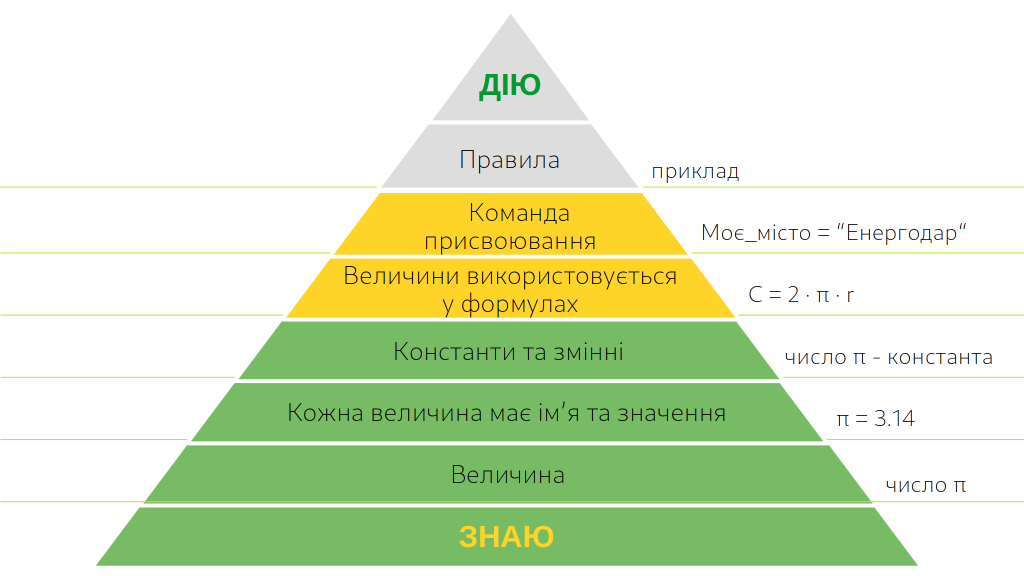 ДІЮ
Правила
приклад
Команда
присвоювання
Моє_місто = “Енергодар“
Величини використовується
у формулах
С = 2 · π · r
Константи та змінні
число π - константа
Кожна величина має ім’я та значення
π = 3.14
Величина
число π
ЗНАЮ